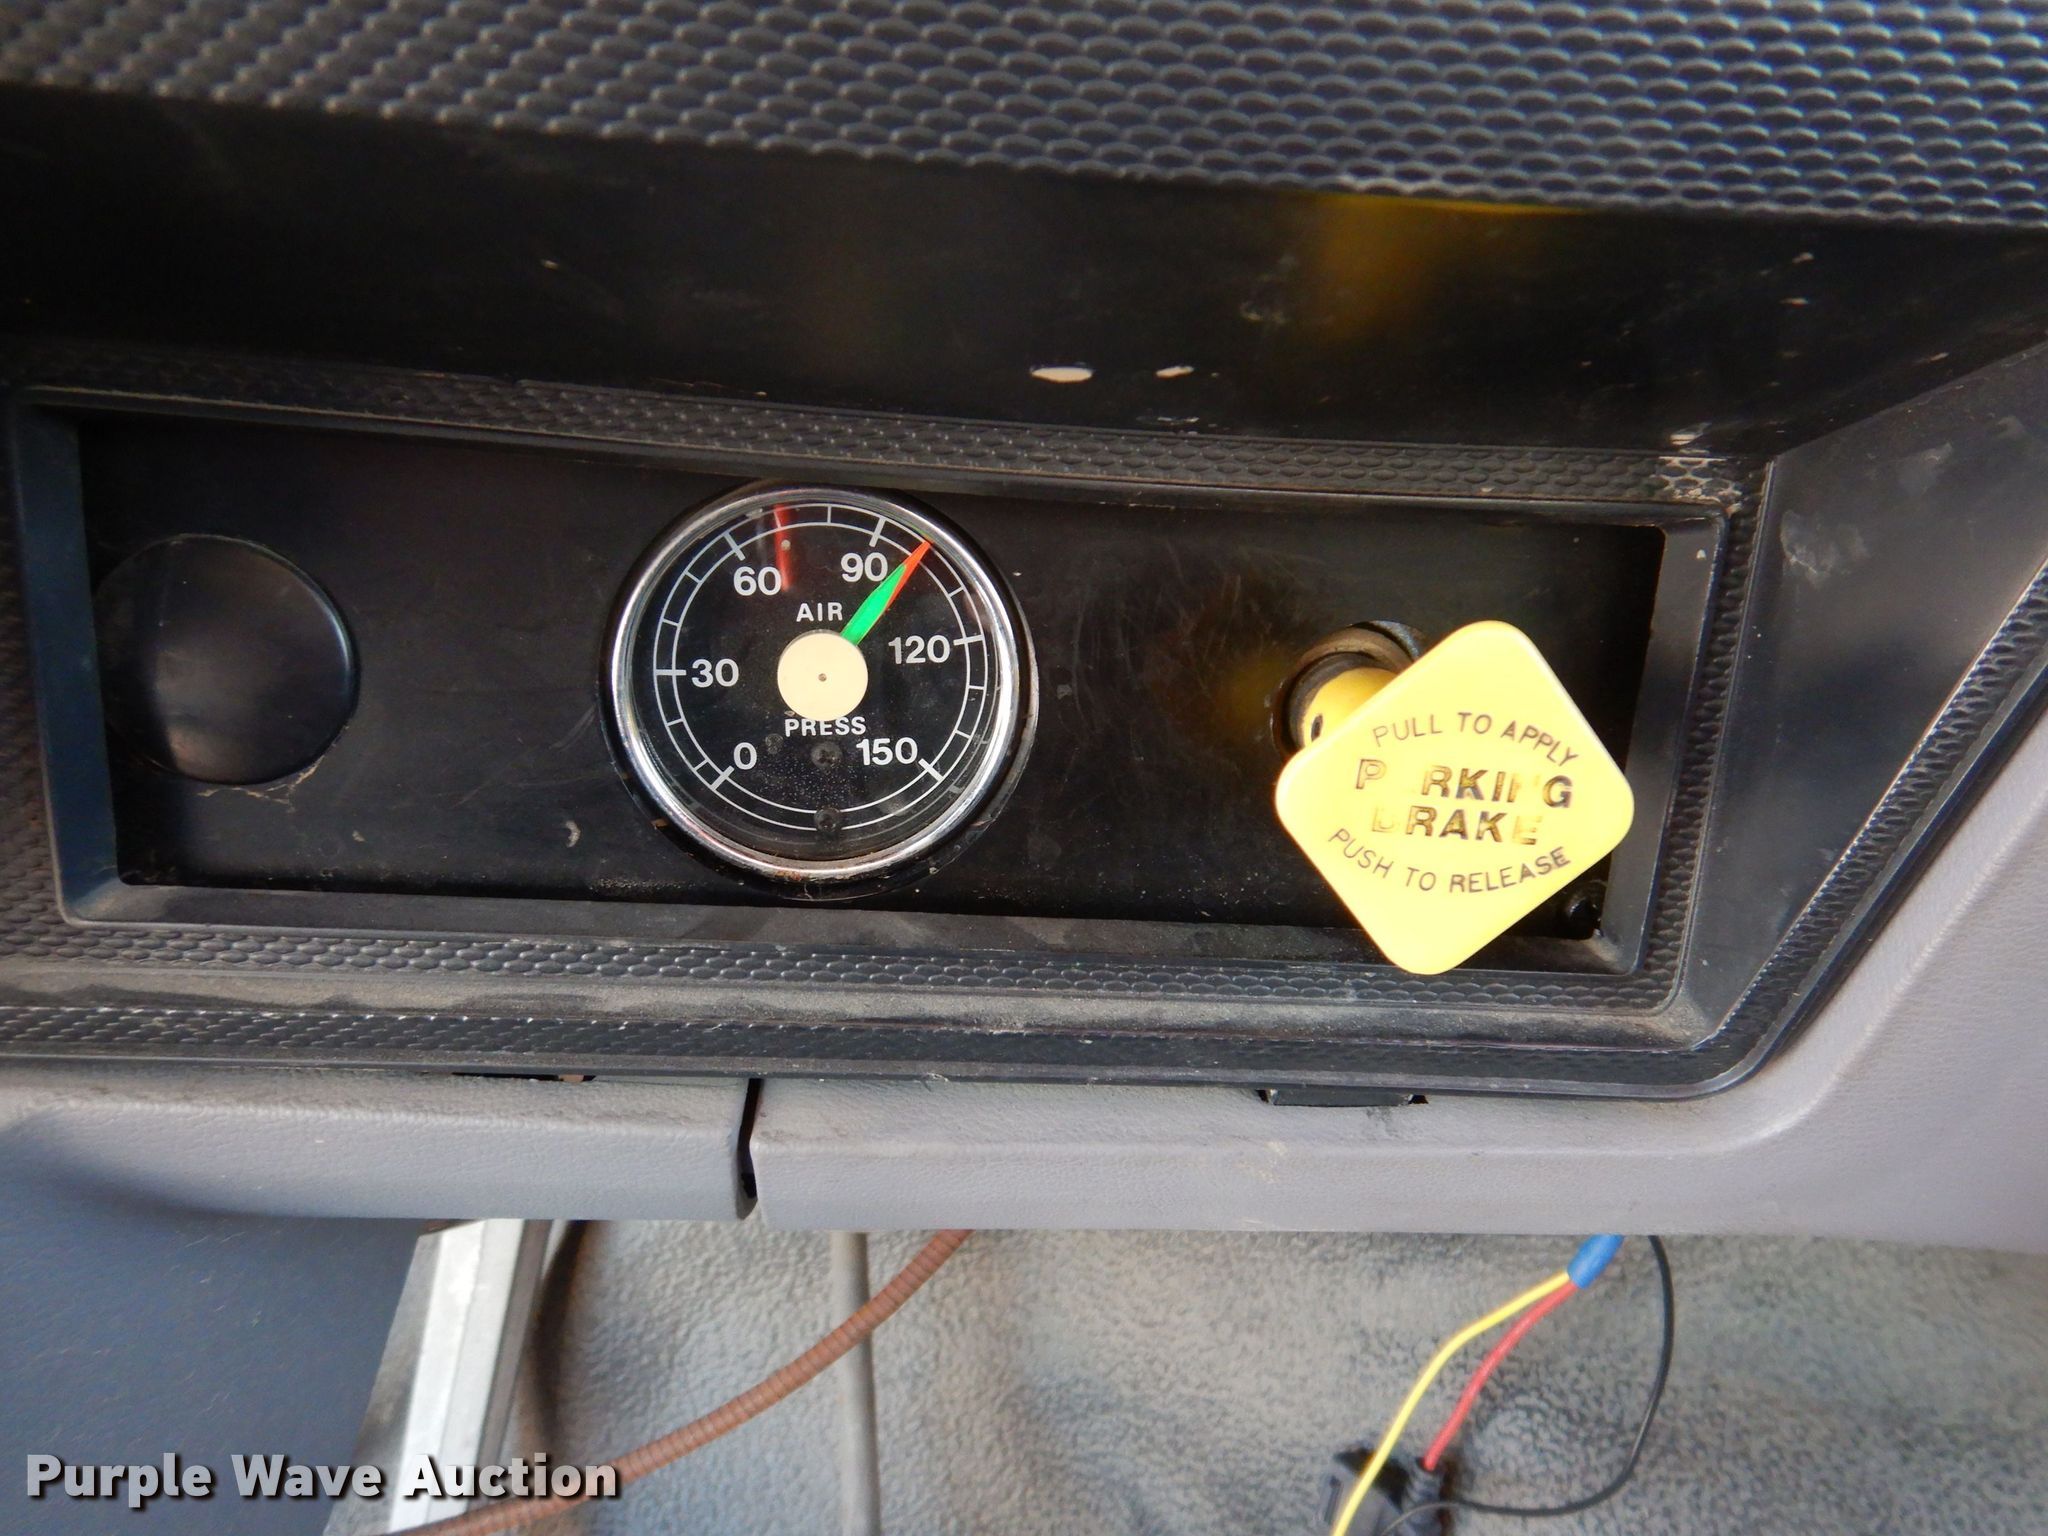 60
90
AIR
30
120
PRESS
0
150
PULL TO APPLY
PARKING
BRAKE
PUSH TO RELEASE
Purple Wave Auction